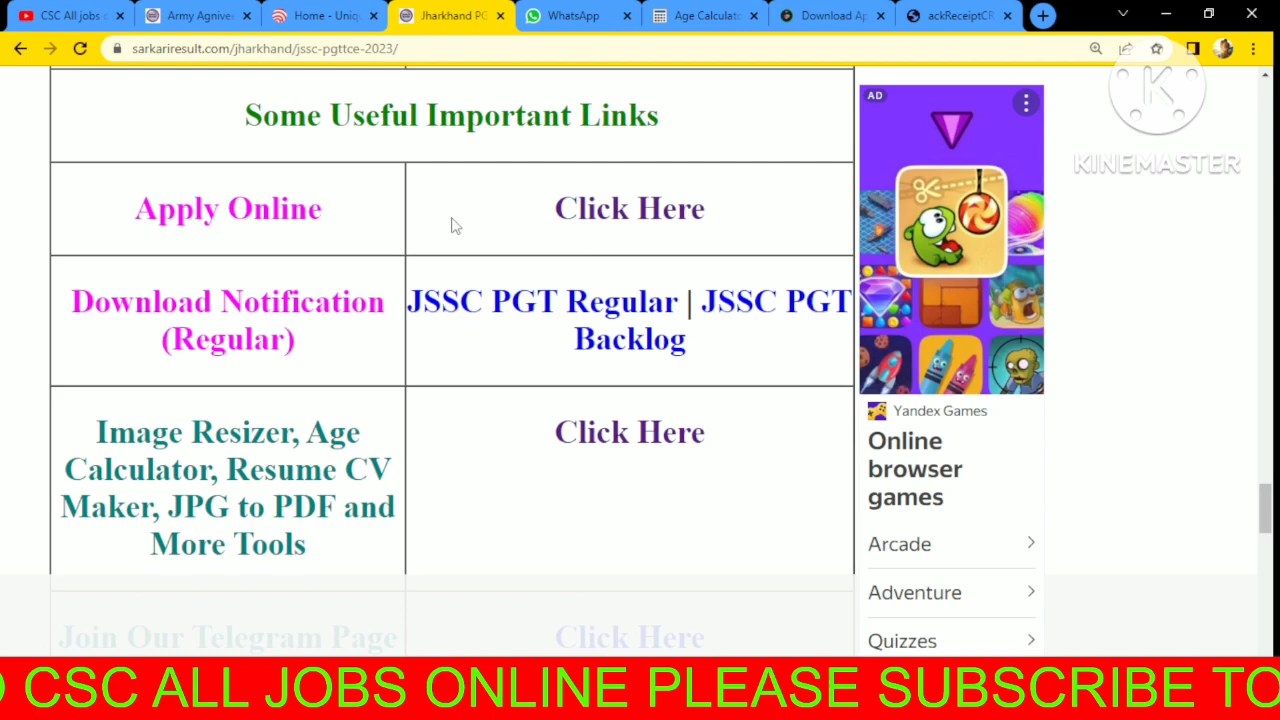 CSC All jobs o
Army Agnivee
Home - Uniq
Jharkhand PG
WhatsApp
Age Calculato
Download Ap
ackReceiptCR
sarkariresult.com/jharkhand/jssc-pgttce-2023/
Some Useful Important Links
Apply Online
Click Here
Download Notification
(Regular)
JSSC PGT Regular | JSSC PGT
Backlog
Image Resizer, Age
Calculator, Resume CV
Maker, JPG to PDF and
More Tools
Click Here
Join Our Telegram Page
Click Here
AD
Yandex Games
Online
browser
games
Arcade
Adventure
Quizzes
K
KINEMASTER
O CSC ALL JOBS ONLINE PLEASE SUBSCRIBE TO